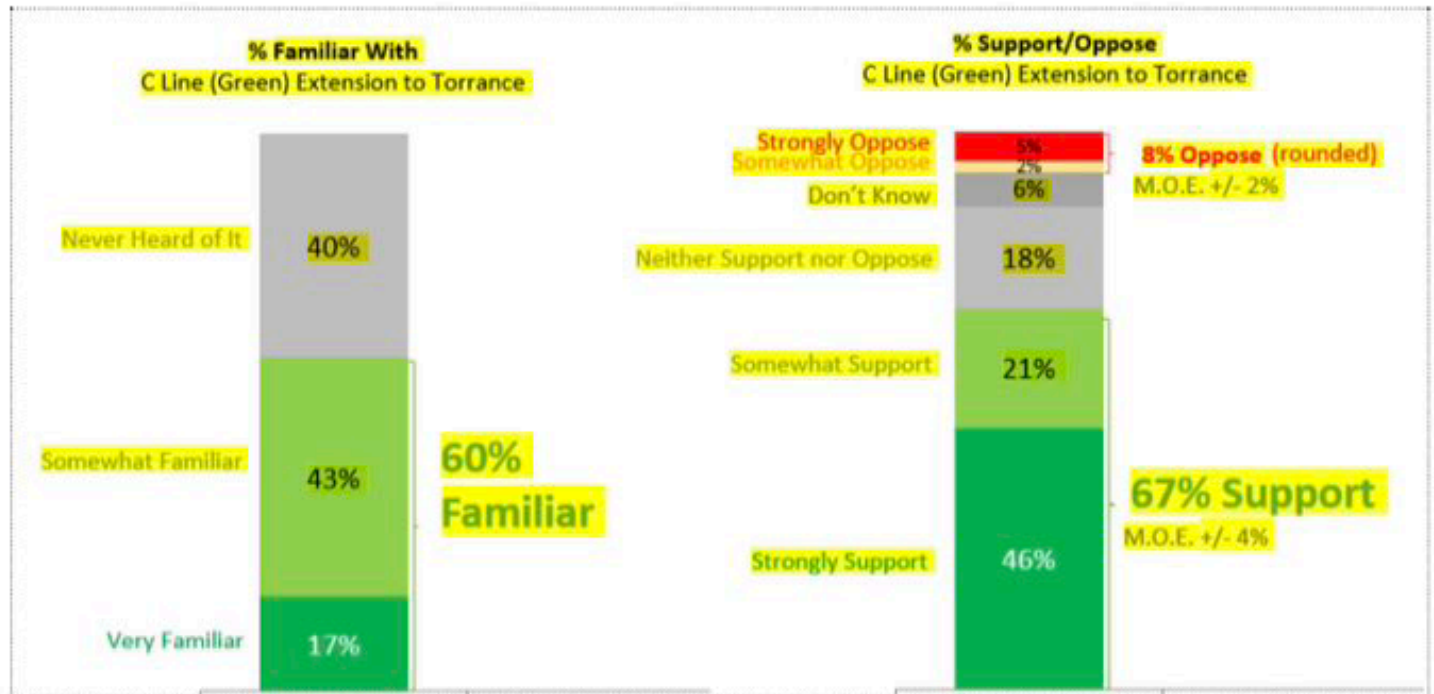 % Familiar With
C Line (Green) Extension to Torrance
Never Heard of It
40%
Somewhat Familiar
43%
60%
Familiar
Very Familiar
17%
% Support/Oppose
C Line (Green) Extension to Torrance
Strongly Oppose
5%
8% Oppose (rounded)
Somewhat Oppose
2%
M.O.E. +/- 2%
Don't Know
6%
Neither Support nor Oppose
18%
Somewhat Support
21%
67% Support
M.O.E. +/- 4%
Strongly Support
46%